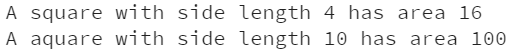 A square with side length 4 has area 16
A aquare with side length 10 has area 100